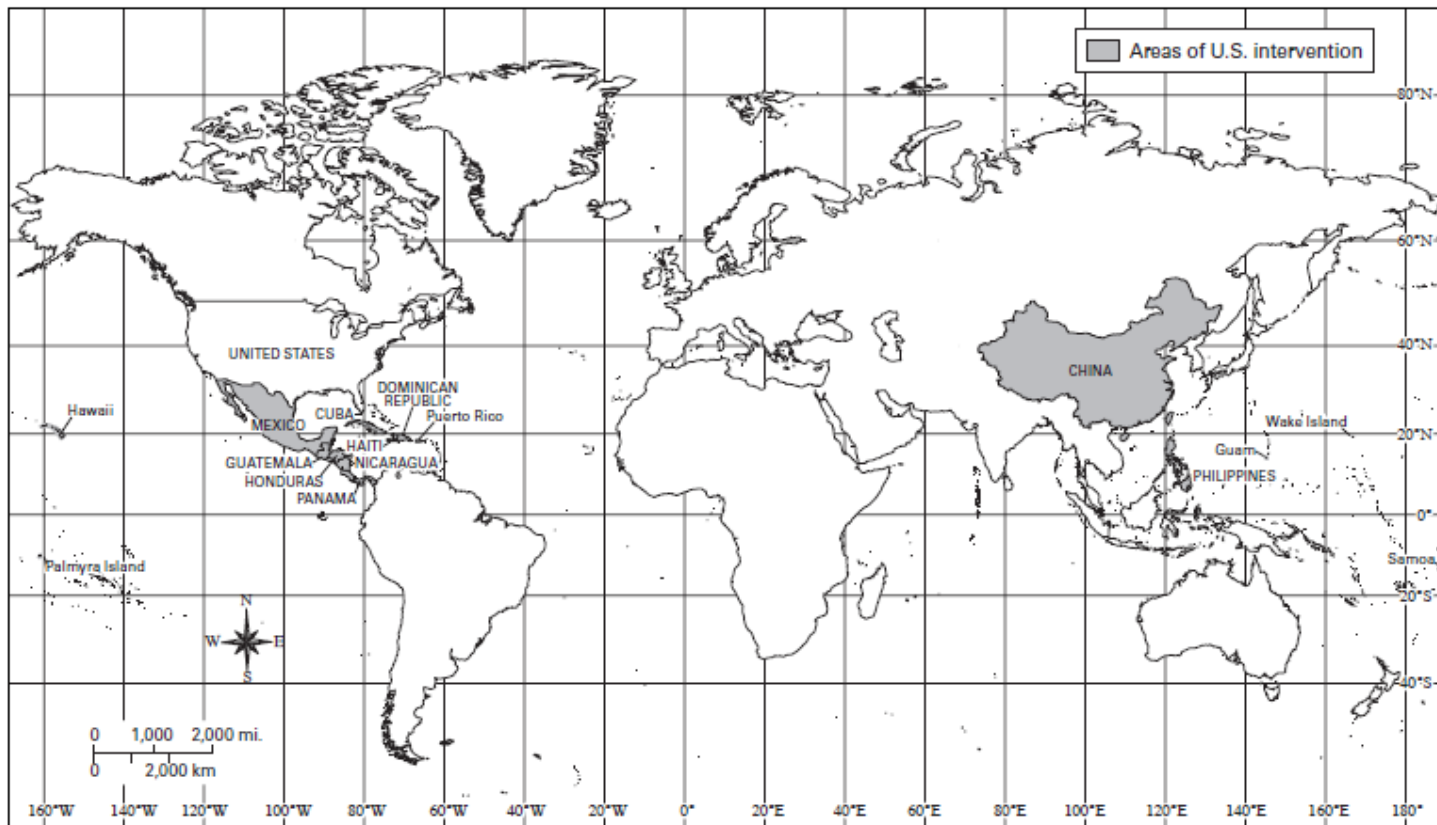 Areas of U.S. intervention
80°N
60°N
UNITED STATES
40°N
CHINA
DOMINICAN
REPUBLIC
Hawaii
CUBA
Puerto Rico
MEXICO
Wake Island
20°N
HAITI
GUATEMALA
NICARAGUA
Guam
HONDURAS
PHILIPPINES
PANAMA
0°
Palmyra Island
Samoa
20°S
N
W
E
S
40°S
0 1,000 2,000 mi.
0 2,000 km
160°W 140°W 120°W 100°W 80°W 60°W 40°W 20°W 0° 20°E 40°E 60°E 80°E 100°E 120°E 140°E 160°E 180°